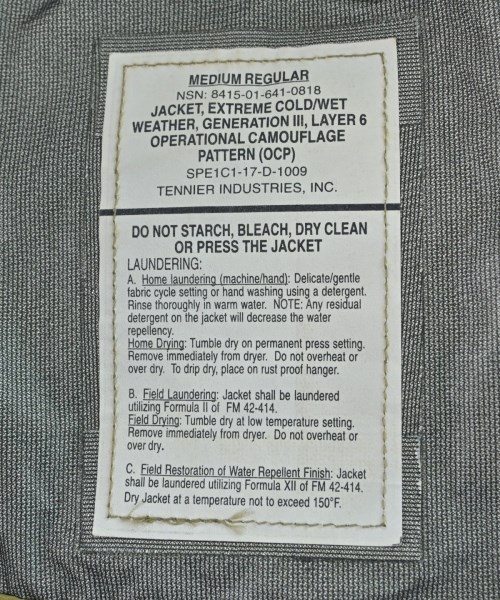 MEDIUM REGULAR
NSN: 8415-01-641-0818
JACKET, EXTREME COLD/WET
WEATHER, GENERATION III, LAYER 6
OPERATIONAL CAMOUFLAGE
PATTERN (OCP)
SPE1C1-17-D-1009
TENNIER INDUSTRIES, INC.
DO NOT STARCH, BLEACH, DRY CLEAN
OR PRESS THE JACKET
LAUNDERING:
A. Home laundering (machine/hand): Delicate/gentle
fabric cycle setting or hand washing using a detergent.
Rinse thoroughly in warm water. NOTE: Any residual
detergent on the jacket will decrease the water
repellency.
Home Drying: Tumble dry on permanent press setting.
Remove immediately from dryer. Do not overheat or
over dry. To drip dry, place on rust proof hanger.
B. Field Laundering: Jacket shall be laundered
utilizing Formula II of FM 42-414.
Field Drying: Tumble dry at low temperature setting.
Remove immediately from dryer. Do not overheat or
over dry.
C. Field Restoration of Water Repellent Finish: Jacket
shall be laundered utilizing Formula XII of FM 42-414.
Dry Jacket at a temperature not to exceed 150°F.